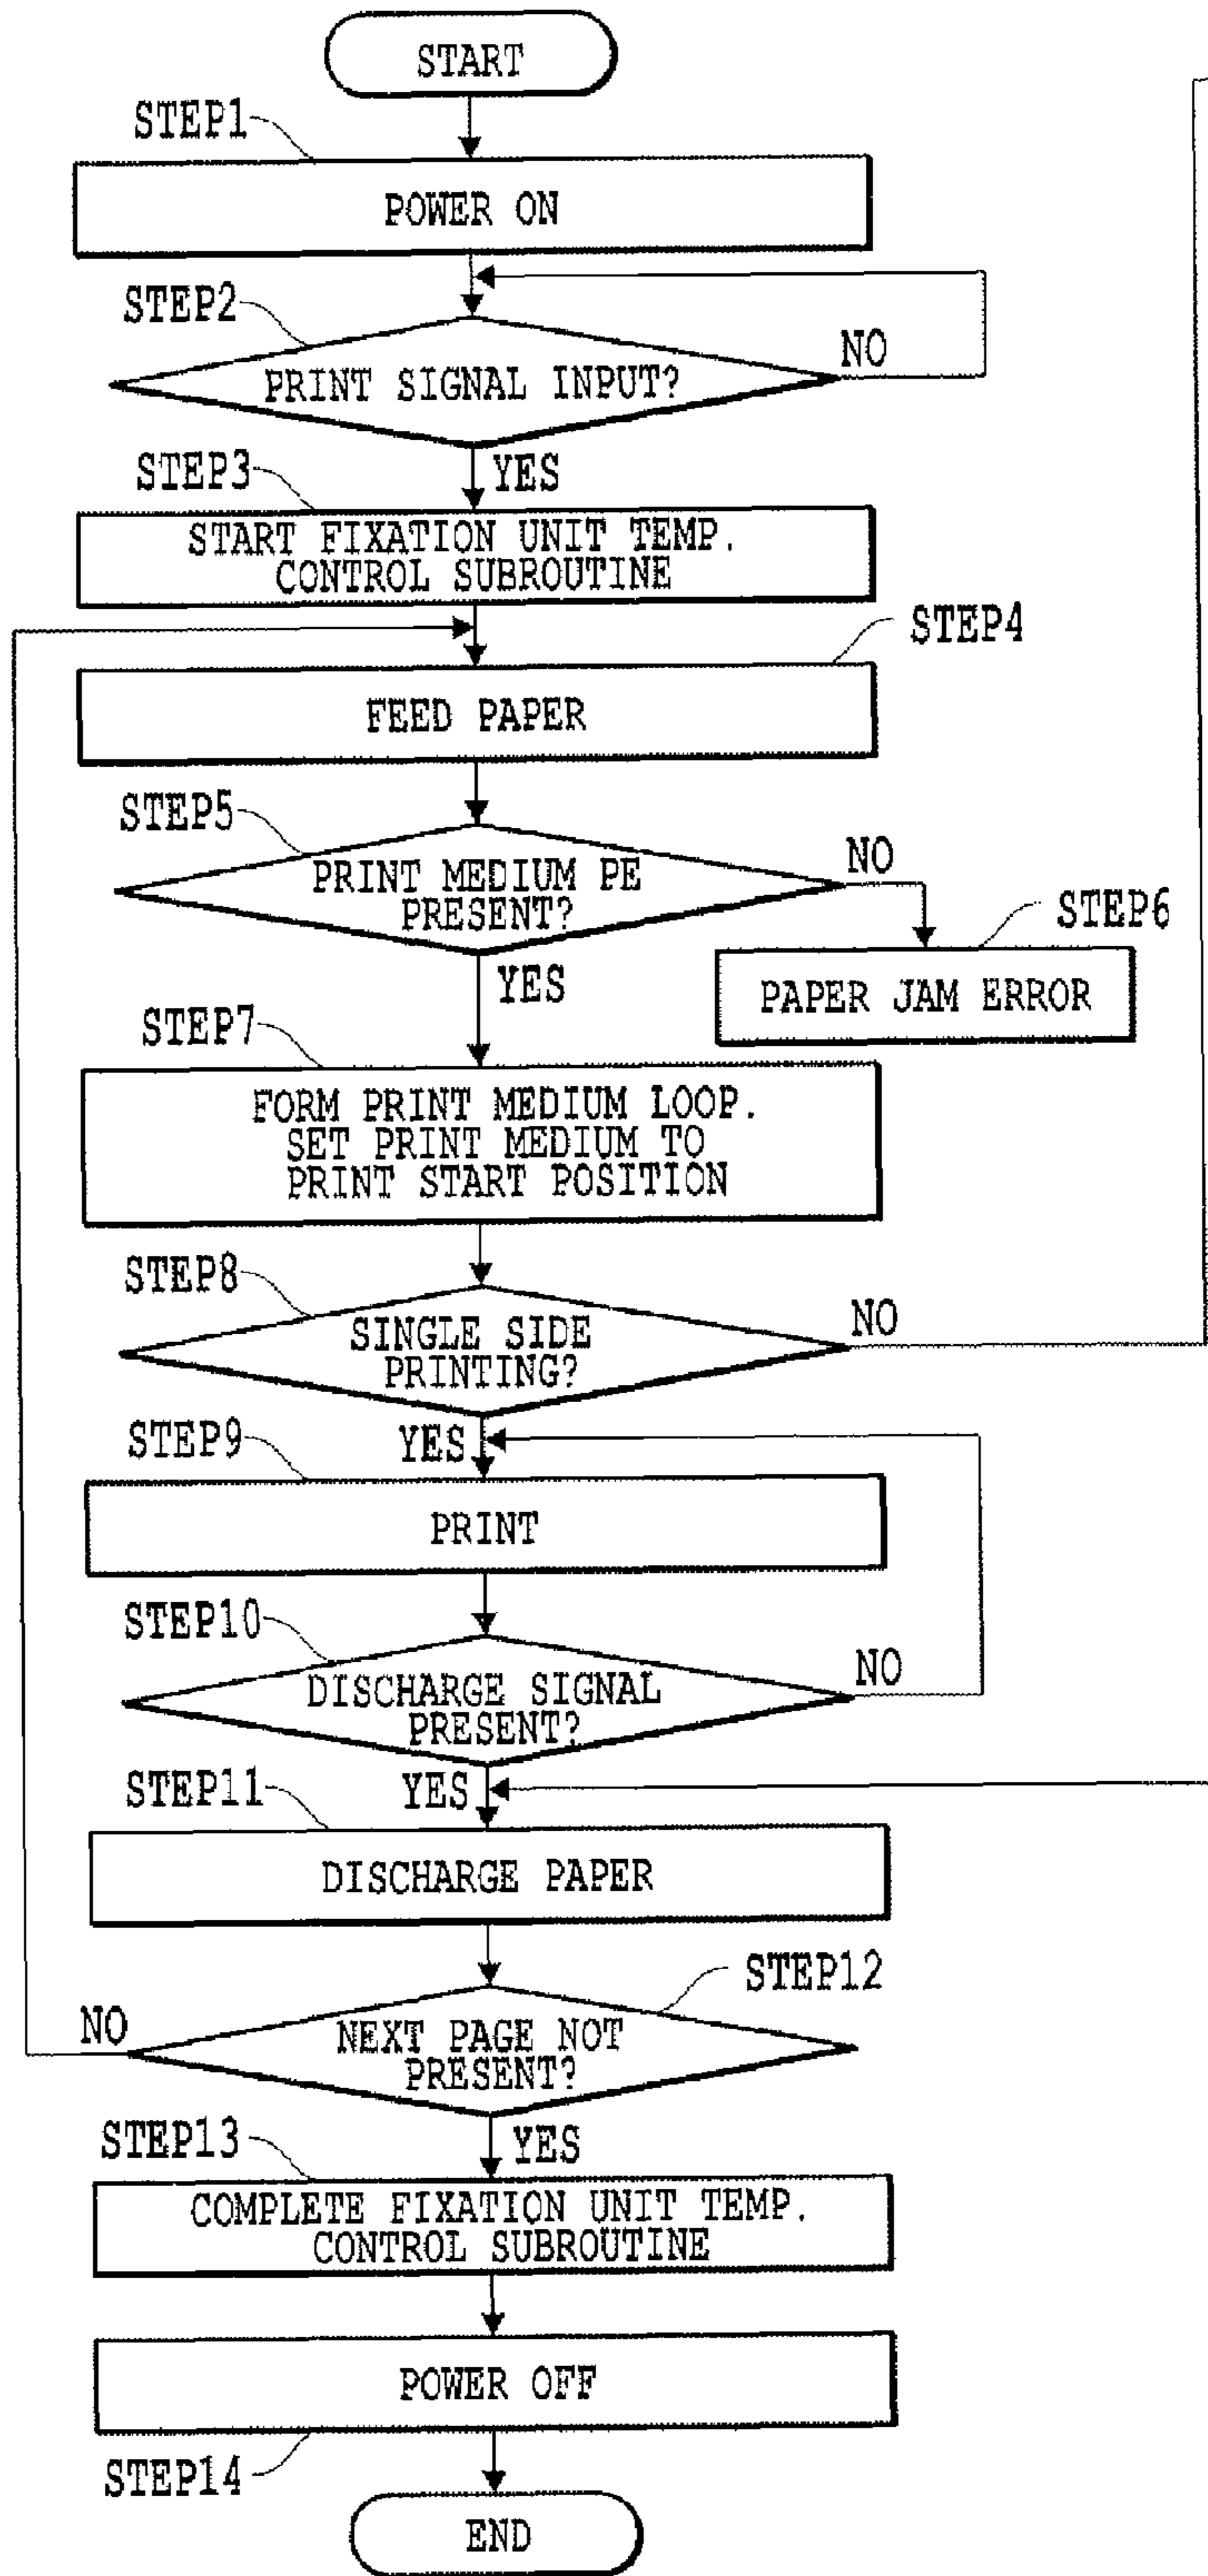 START
STEP1
POWER ON
STEP2
PRINT SIGNAL INPUT?
NO
YES
STEP3
START FIXATION UNIT TEMP.
CONTROL SUBROUTINE
STEP4
FEED PAPER
STEP5
PRINT MEDIUM PE
PRESENT?
NO
STEP6
PAPER JAM ERROR
YES
STEP7
FORM PRINT MEDIUM LOOP.
SET PRINT MEDIUM TO
PRINT START POSITION
STEP8
SINGLE SIDE
PRINTING?
NO
YES
STEP9
PRINT
STEP10
DISCHARGE SIGNAL
PRESENT?
NO
YES
STEP11
DISCHARGE PAPER
STEP12
NEXT PAGE NOT
PRESENT?
NO
YES
STEP13
COMPLETE FIXATION UNIT TEMP.
CONTROL SUBROUTINE
POWER OFF
STEP14
END